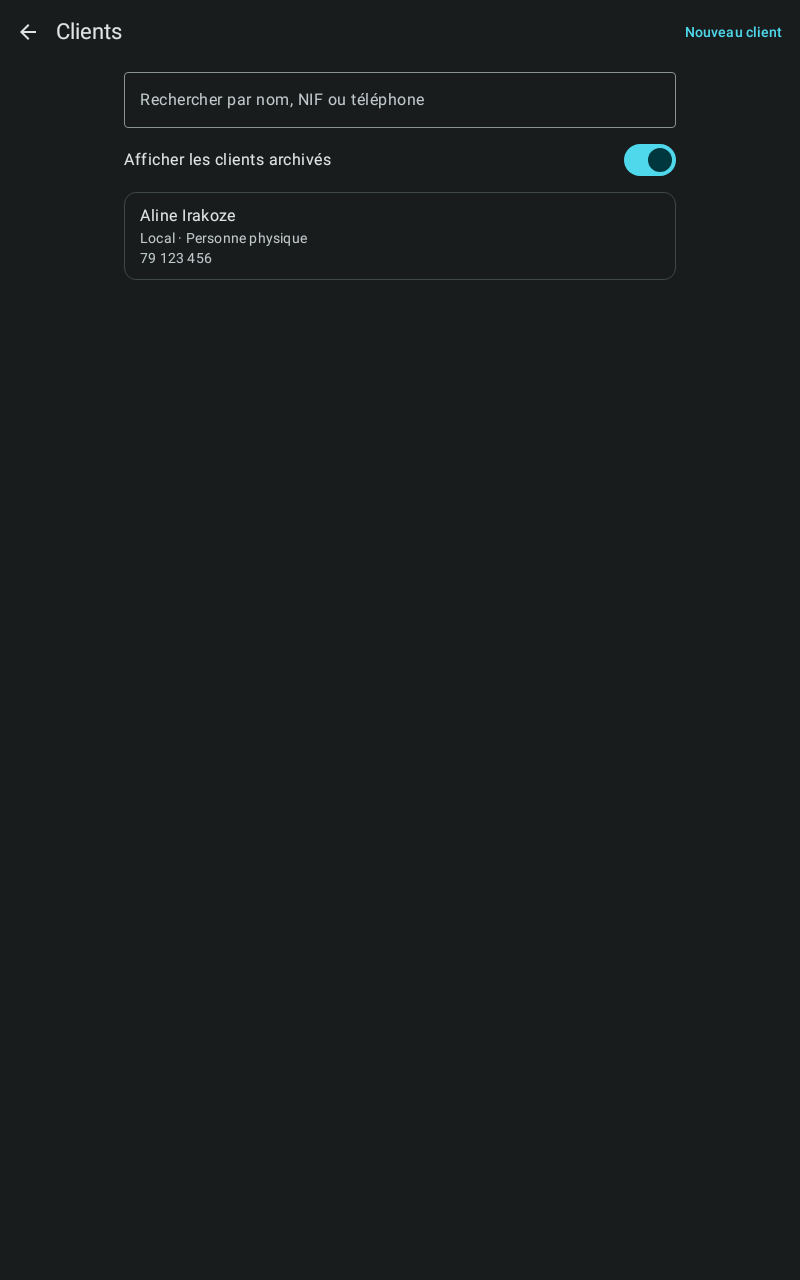 Clients
Nouveau client
Rechercher par nom, NIF ou téléphone
Afficher les clients archivés
Aline Irakoze
Local · Personne physique
79 123 456